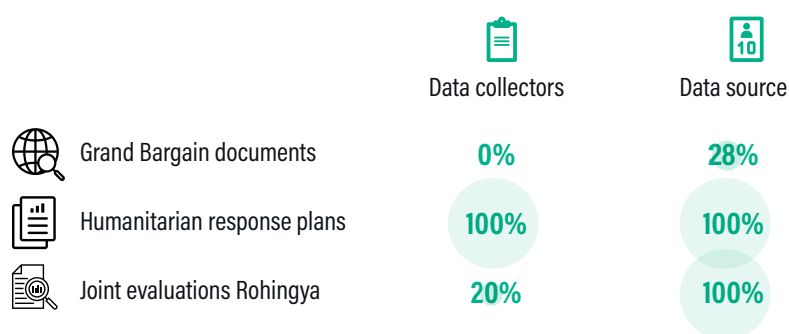 10
Data collectors Data source
Grand Bargain documents 0% 28%
Humanitarian response plans 100% 100%
Joint evaluations Rohingya 20% 100%